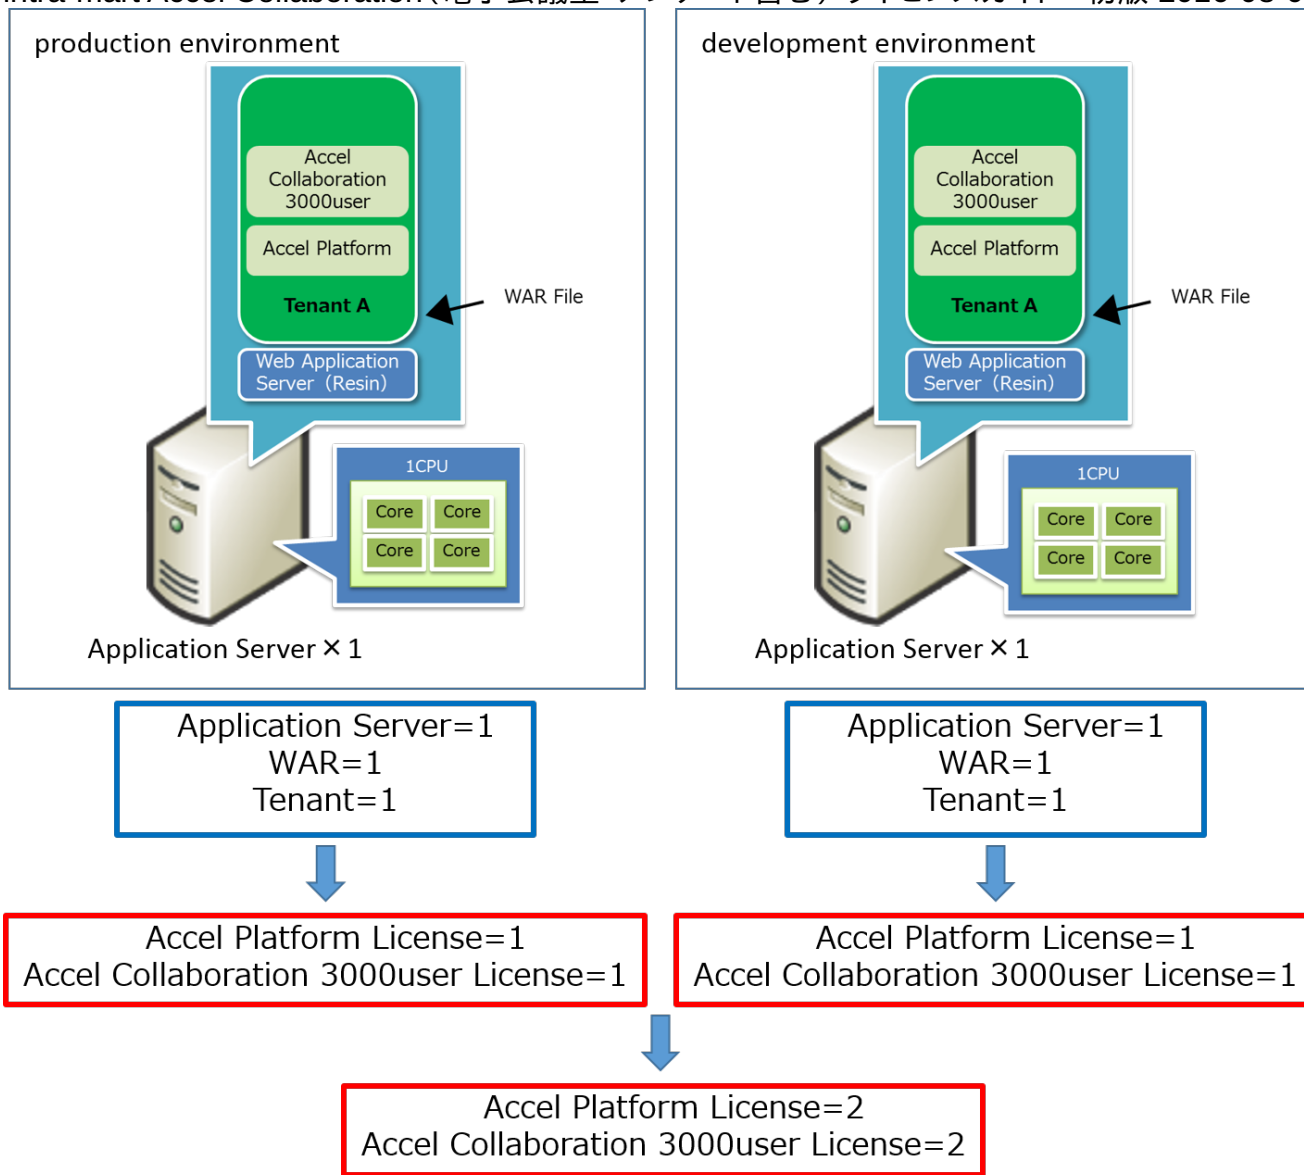 production environment
Accel
Collaboration
3000user
Accel Platform
Tenant A
WAR File
Web Application
Server（Resin）
1CPU
Core Core
Core Core
Application Server×1
development environment
Accel
Collaboration
3000user
Accel Platform
Tenant A
WAR File
Web Application
Server（Resin）
1CPU
Core Core
Core Core
Application Server×1
Application Server=1
WAR=1
Tenant=1
Application Server=1
WAR=1
Tenant=1
Accel Platform License=1
Accel Collaboration 3000user License=1
Accel Platform License=1
Accel Collaboration 3000user License=1
Accel Platform License=2
Accel Collaboration 3000user License=2